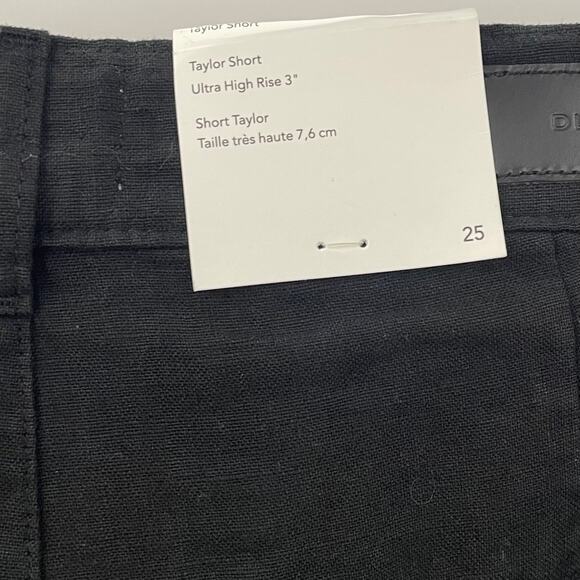 Taylor Short
Taylor Short
Ultra High Rise 3"
Short Taylor
Taille très haute 7,6 cm
25